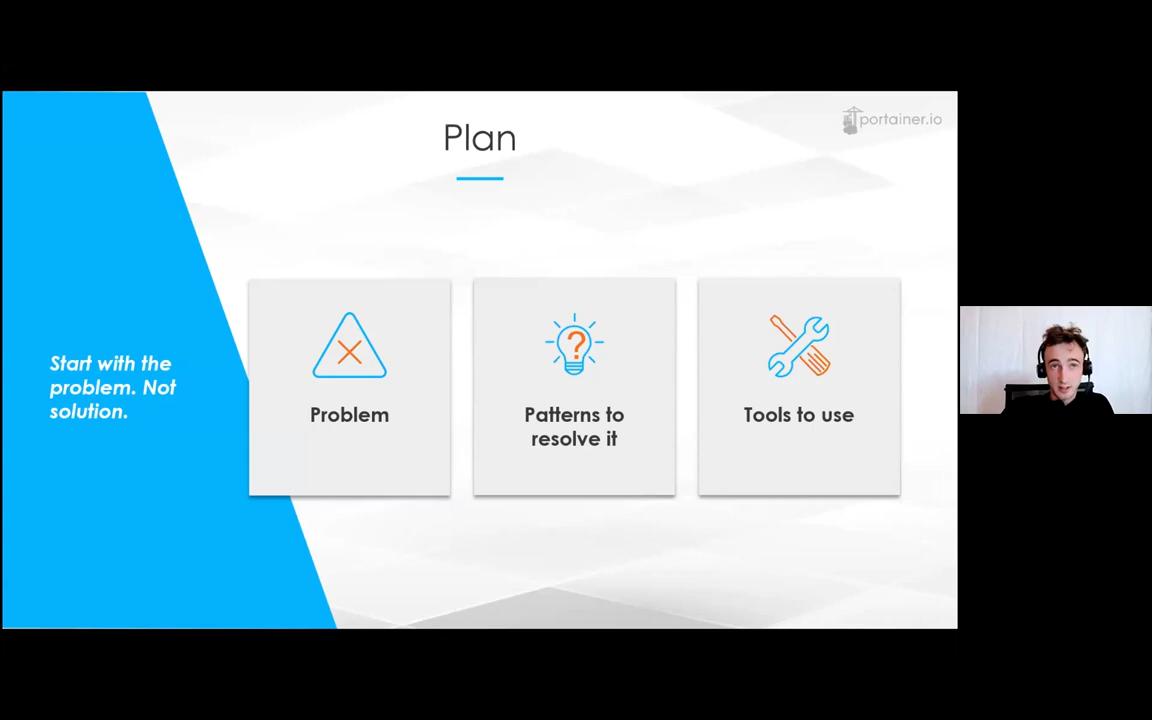 Plan
portainer.io
Start with the
problem. Not
solution.
Problem
Patterns to
resolve it
Tools to use